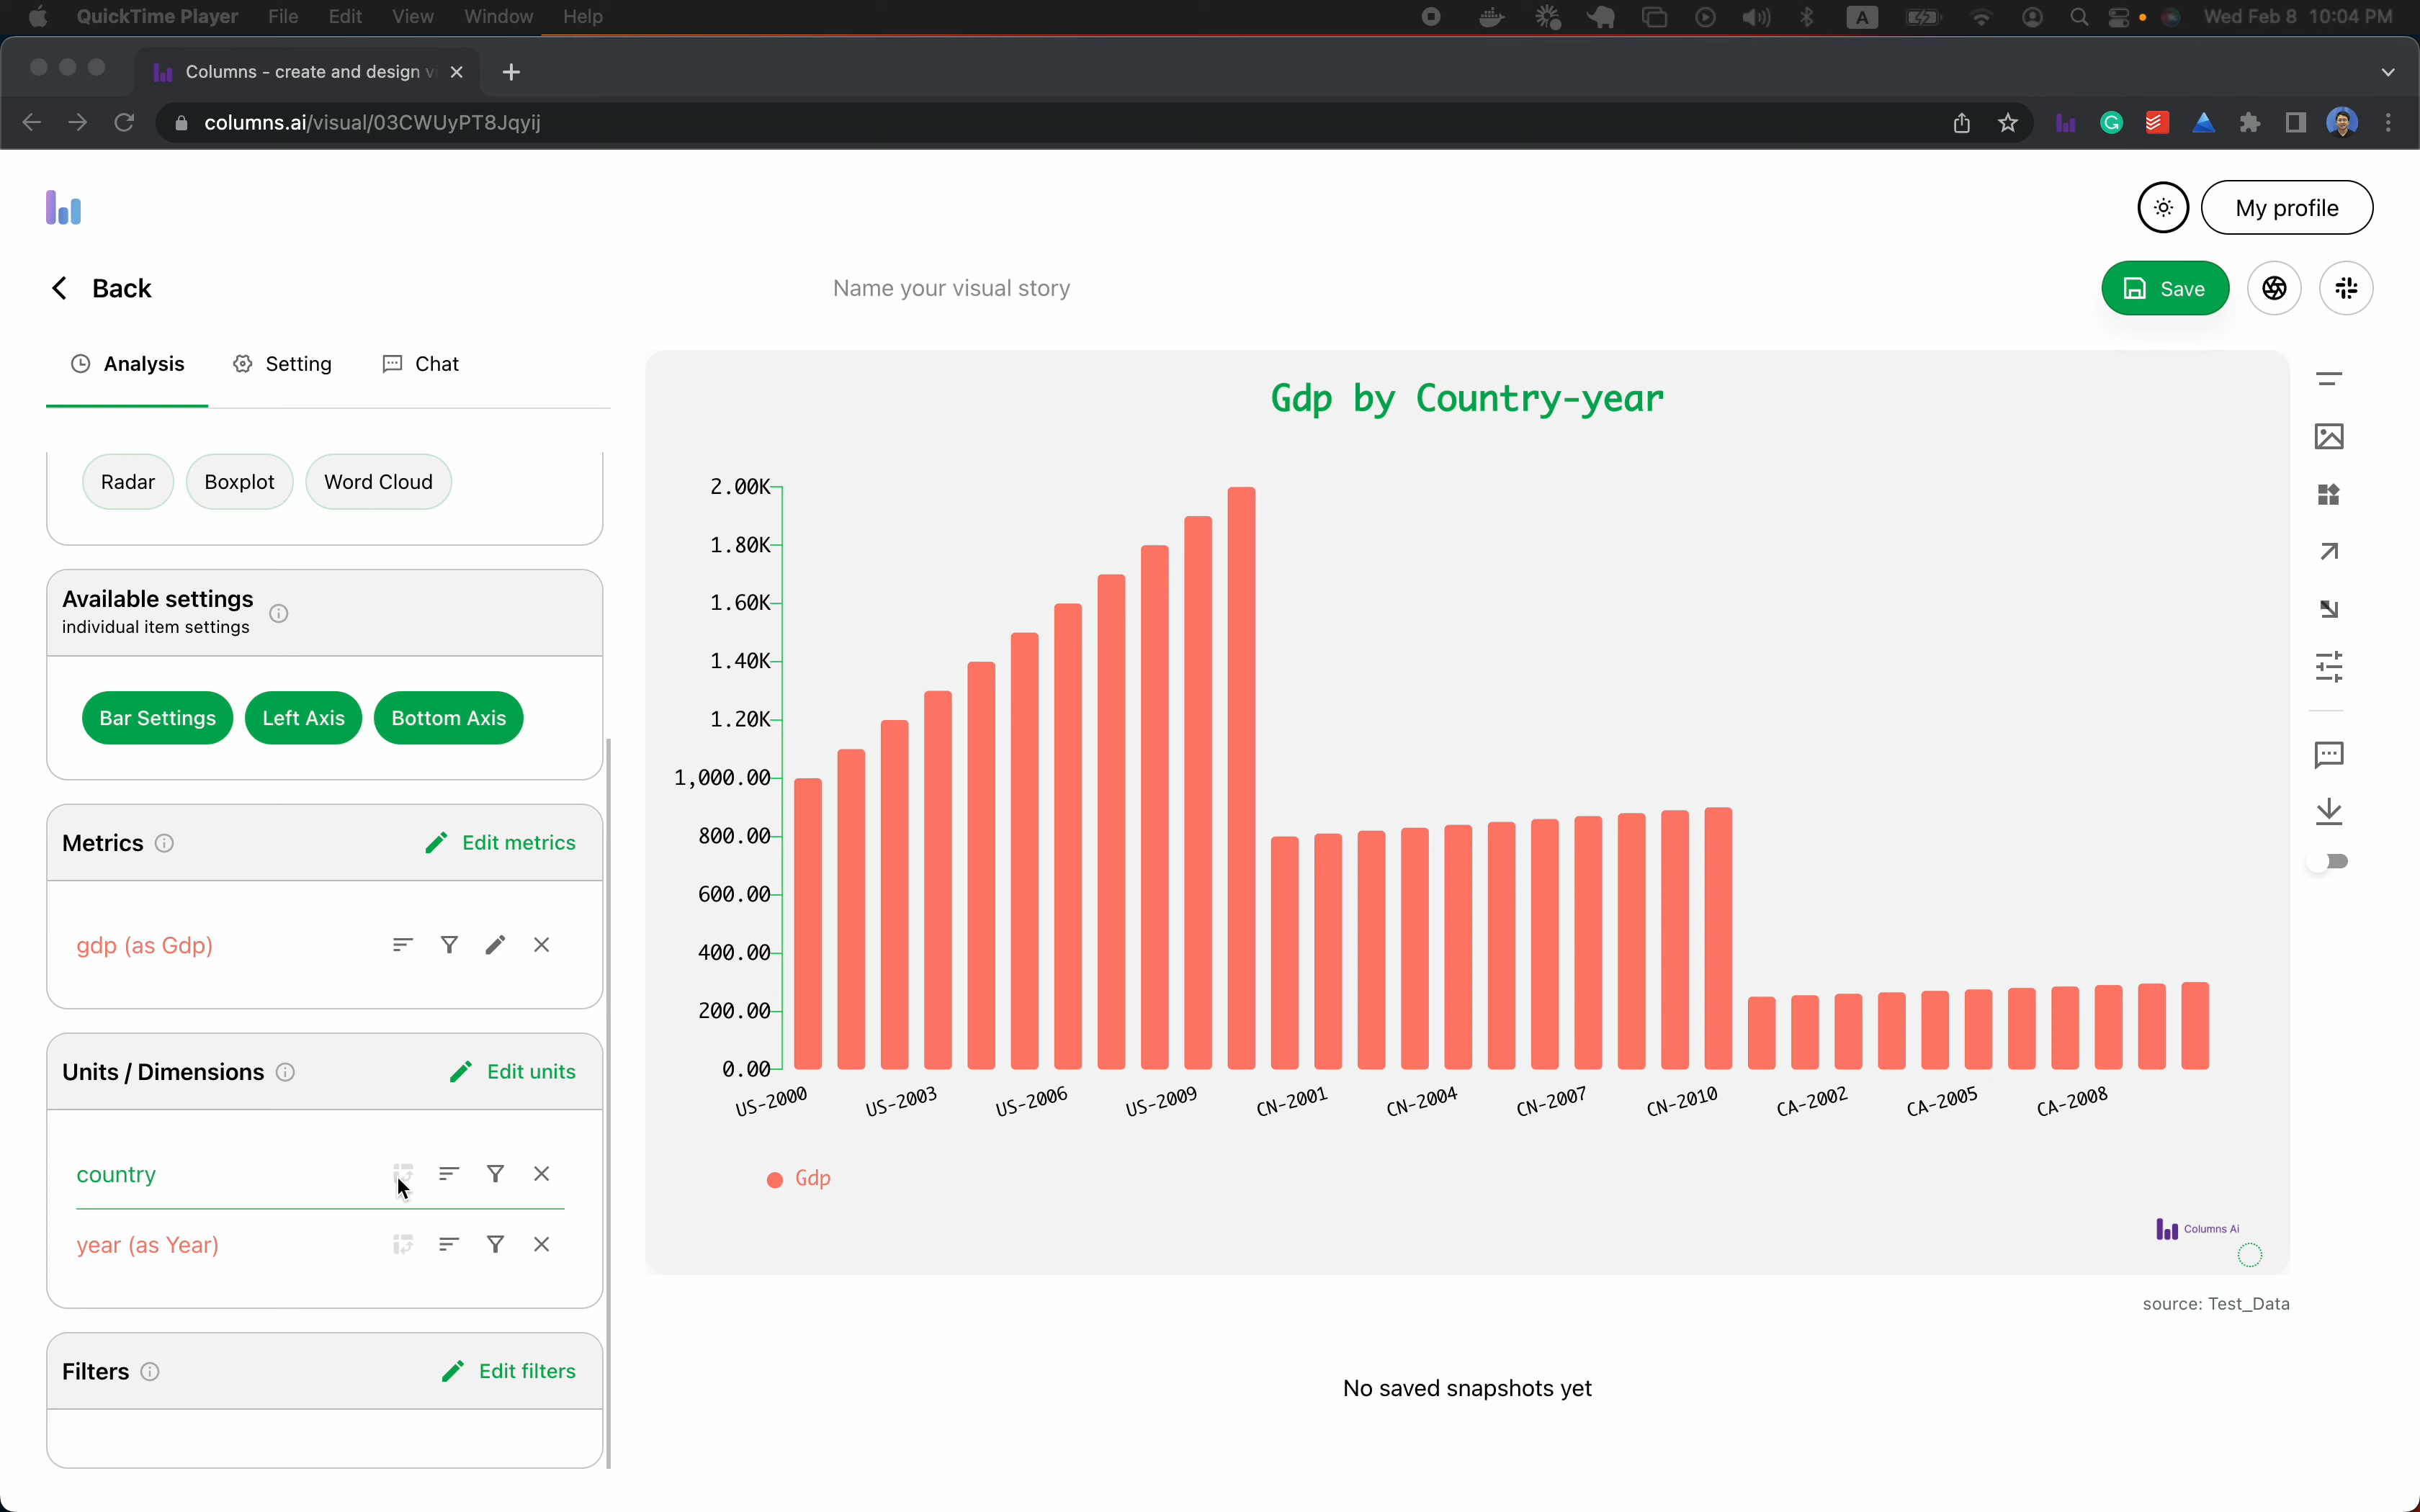 QuickTime Player File Edit View Window Help
A
Wed Feb 8 10:04 PM
Columns - create and design vi
columns.ai/visual/03CWUyPT8Jqyij
My profile
Back
Name your visual story
Save
Analysis Setting Chat
Radar Boxplot Word Cloud
Available settings
individual item settings
Bar Settings Left Axis Bottom Axis
Metrics Edit metrics
gdp (as Gdp)
Units / Dimensions Edit units
country
year (as Year)
Filters Edit filters
Gdp by Country-year
2.00K
1.80K
1.60K
1.40K
1.20K
1,000.00
800.00
600.00
400.00
200.00
0.00
US-2000 US-2003 US-2006 US-2009 CN-2001 CN-2004 CN-2007 CN-2010 CA-2002 CA-2005 CA-2008
Gdp
Columns Ai
source: Test_Data
No saved snapshots yet